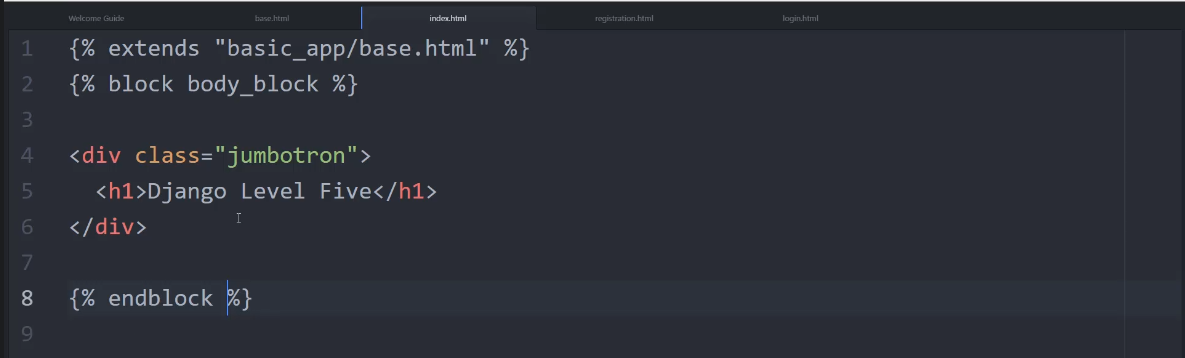 Welcome Guide base.html index.html registration.html login.html
1 {% extends "basic_app/base.html" %}
2 {% block body_block %}
3
4 <div class="jumbotron">
5   <h1>Django Level Five</h1>
6 </div>
7
8 {% endblock %}
9